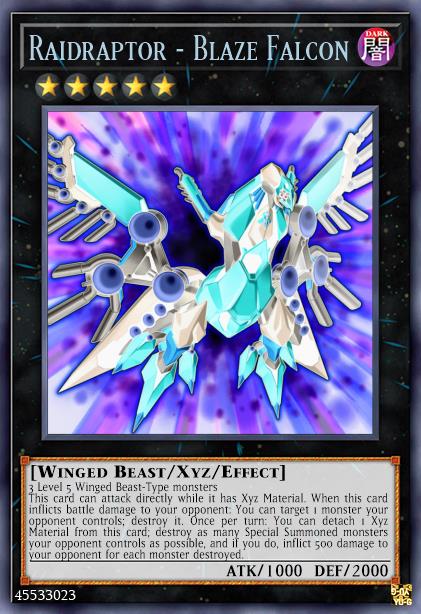 Raidraptor - Blaze Falcon
DARK
闇
[Winged Beast/Xyz/Effect]
3 Level 5 Winged Beast-Type monsters
This card can attack directly while it has Xyz Material. When this card
inflicts battle damage to your opponent: You can target 1 monster your
opponent controls; destroy it. Once per turn: You can detach 1 Xyz
Material from this card; destroy as many Special Summoned monsters
your opponent controls as possible, and if you do, inflict 500 damage to
your opponent for each monster destroyed.
ATK/1000 DEF/2000
45533023